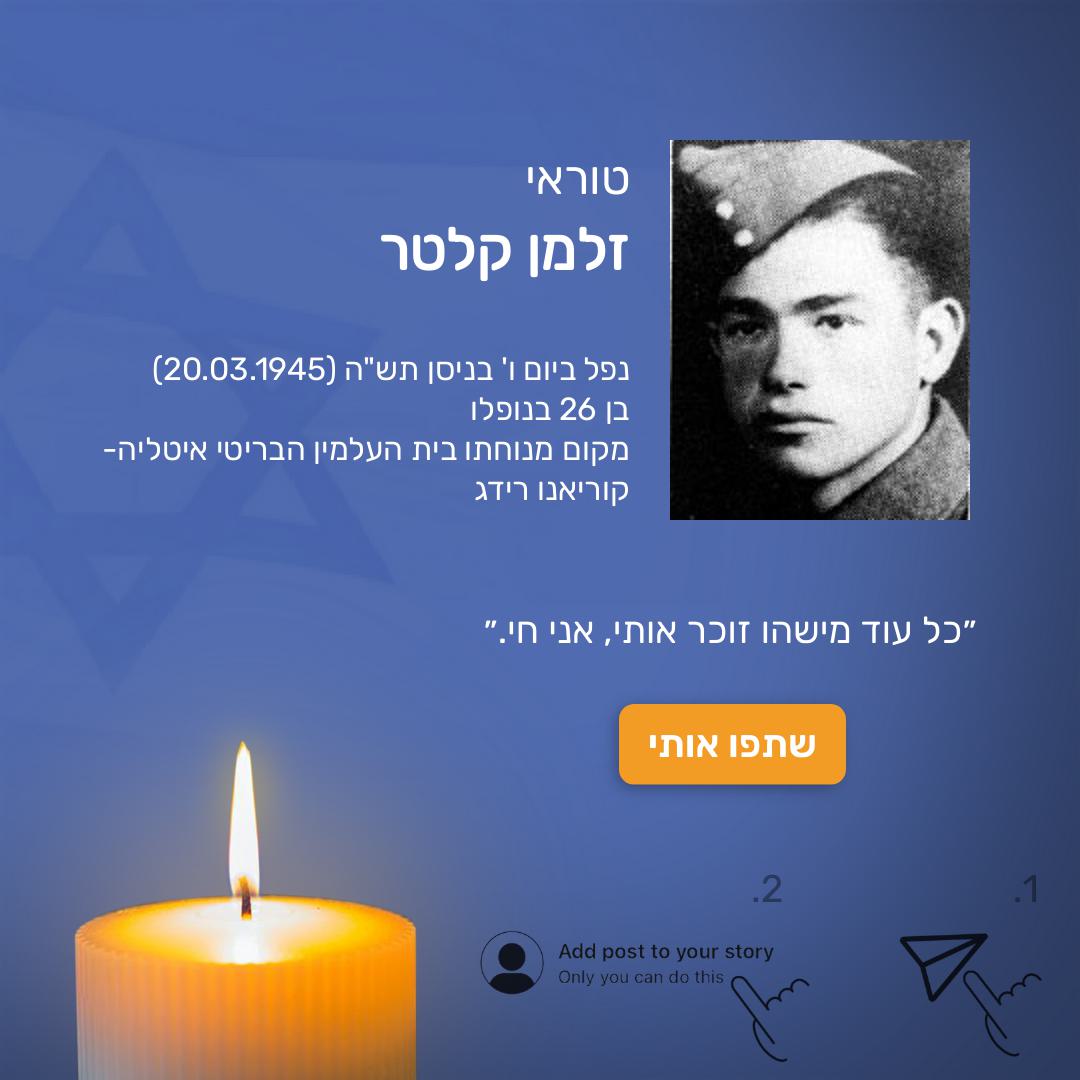 טוראי
זלמן קלטר
נפל ביום ו' בניסן תש"ה (20.03.1945)
בן 26 בנופלו
מקום מנוחתו בית העלמין הבריטי איטליה-
קוריאנו רידג
״כל עוד מישהו זוכר אותי, אני חי.״
שתפו אותי
1.
2.
Add post to your story
Only you can do this